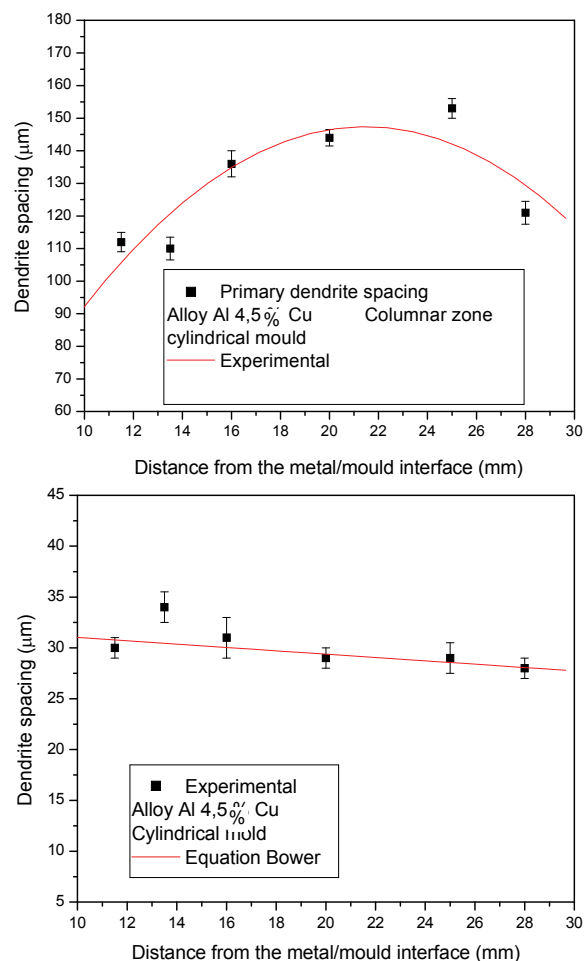 180
170
160
150
140
130
120
110
100
90
80
70
60
Dendrite spacing (μm)
Primary dendrite spacing
Alloy Al 4,5% Cu Columnar zone
cylindrical mould
Experimental
10 12 14 16 18 20 22 24 26 28 30
Distance from the metal/mould interface (mm)
45
40
35
30
25
20
15
10
5
Dendrite spacing (μm)
Experimental
Alloy Al 4,5% Cu
Cylindrical mold
Equation Bower
10 12 14 16 18 20 22 24 26 28 30
Distance from the metal/mould interface (mm)